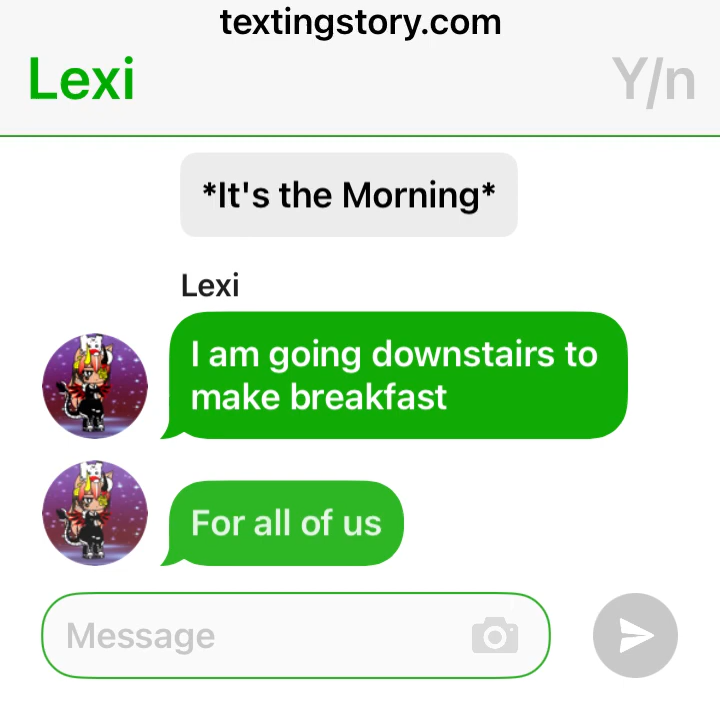 textingstory.com
Lexi
Y/n
*It's the Morning*
Lexi
I am going downstairs to
make breakfast
For all of us
Message